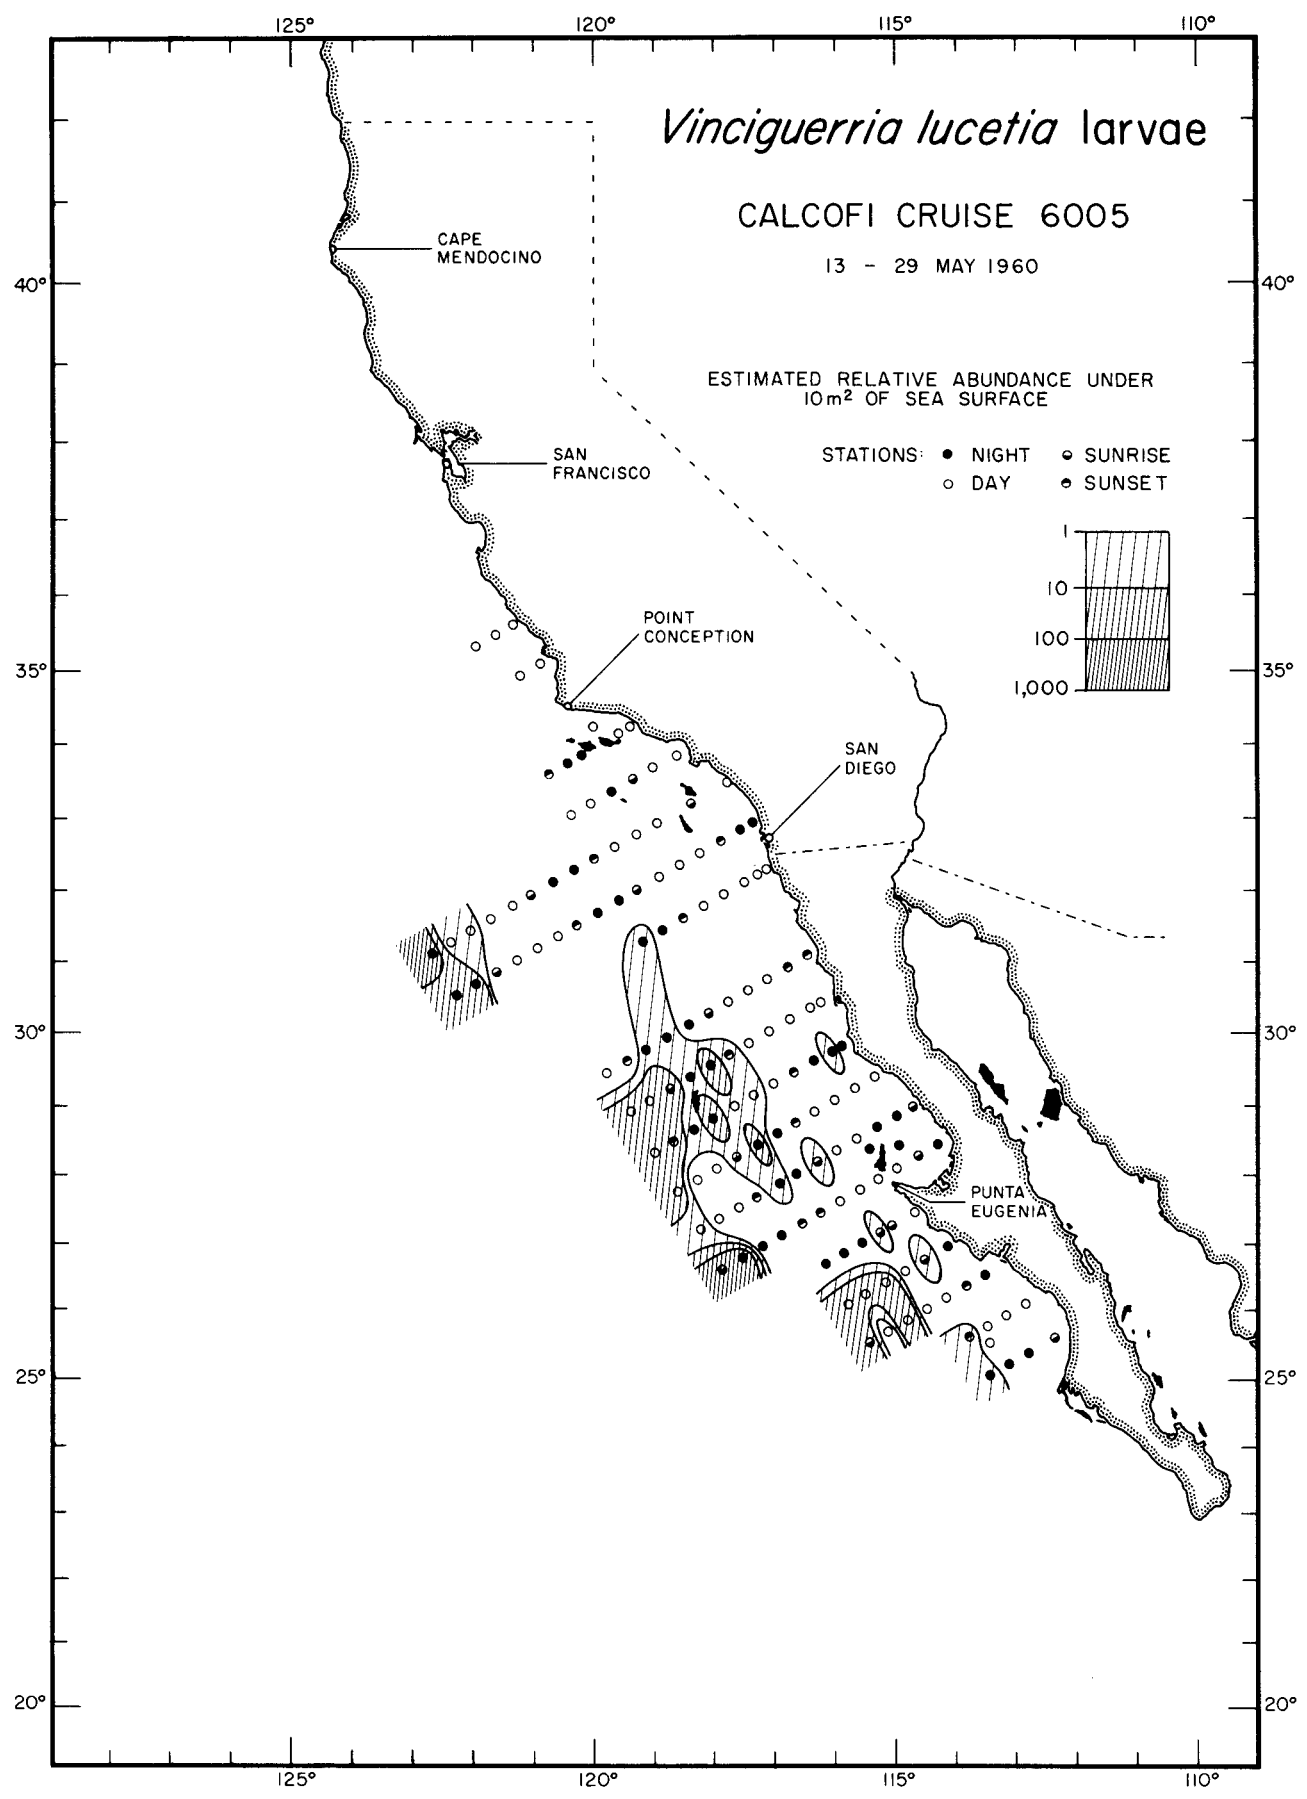 125°
120°
115°
110°
Vinciguerria lucetia larvae
CALCOFI CRUISE 6005
13 – 29 MAY 1960
CAPE
MENDOCINO
40°
40°
ESTIMATED RELATIVE ABUNDANCE UNDER
10m² OF SEA SURFACE
STATIONS: ● NIGHT ◒ SUNRISE
○ DAY ◓ SUNSET
SAN
FRANCISCO
1
10
100
1,000
POINT
CONCEPTION
35°
35°
SAN
DIEGO
30°
30°
PUNTA
EUGENIA
25°
25°
20°
20°
125°
120°
115°
110°